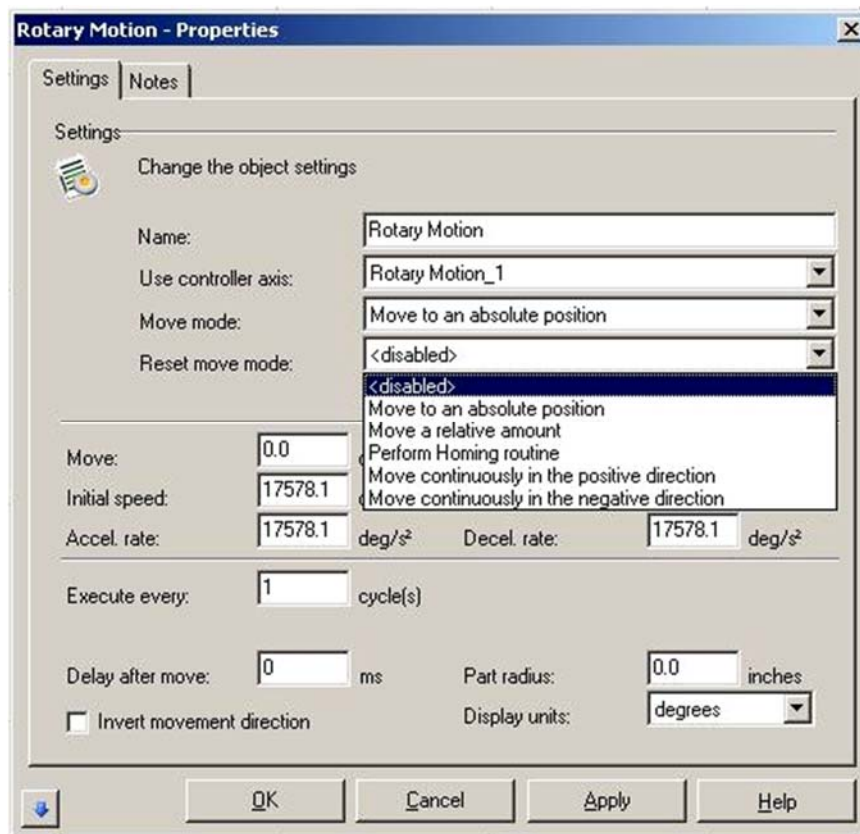 Rotary Motion - Properties
Settings
Notes
Settings
Change the object settings
Name: Rotary Motion
Use controller axis: Rotary Motion_1
Move mode: Move to an absolute position
Reset move mode: <disabled>
<disabled>
Move to an absolute position
Move a relative amount
Perform Homing routine
Move continuously in the positive direction
Move continuously in the negative direction
Move: 0.0
Initial speed: 17578.1
Accel. rate: 17578.1 deg/s² Decel. rate: 17578.1 deg/s²
Execute every: 1 cycle(s)
Delay after move: 0 ms Part radius: 0.0 inches
Invert movement direction Display units: degrees
OK Cancel Apply Help